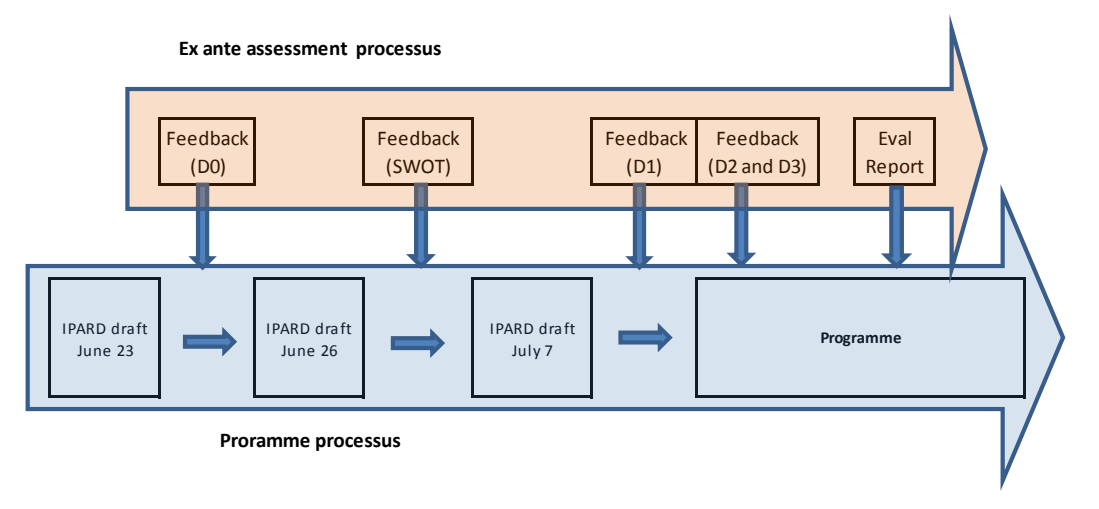 Ex ante assessment processus
Feedback
(D0)
Feedback
(SWOT)
Feedback
(D1)
Feedback
(D2 and D3)
Eval
Report
IPARD draft
June 23
IPARD draft
June 26
IPARD draft
July 7
Programme
Proramme processus